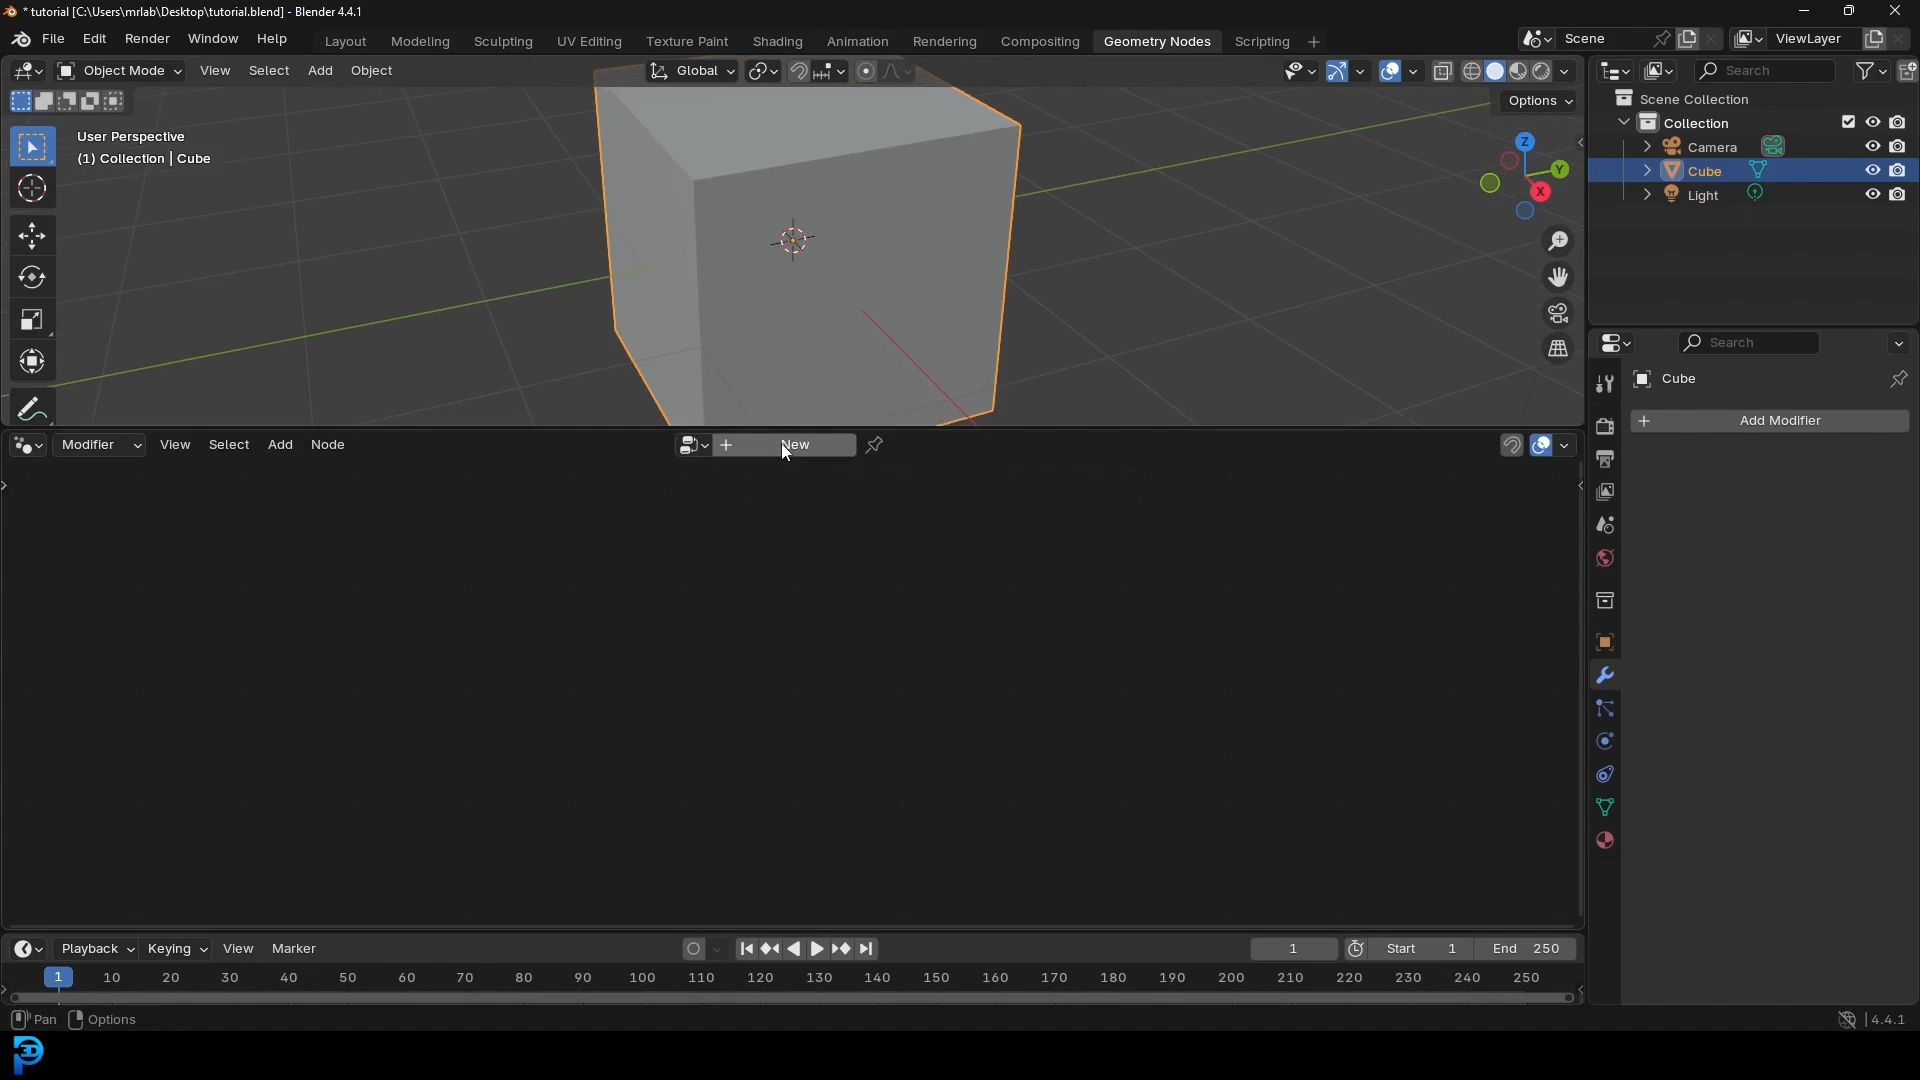 * tutorial [C:\Users\mrlab\Desktop\tutorial.blend] - Blender 4.4.1
File Edit Render Window Help Layout Modeling Sculpting UV Editing Texture Paint Shading Animation Rendering Compositing Geometry Nodes Scripting + Scene ViewLayer
Object Mode View Select Add Object Global Search
Options
Scene Collection
Collection
Camera
Cube
Light
User Perspective
(1) Collection | Cube
Z
Y
X
Search
Cube
+ Add Modifier
Modifier View Select Add Node + New
Playback Keying View Marker 1 Start 1 End 250
1 10 20 30 40 50 60 70 80 90 100 110 120 130 140 150 160 170 180 190 200 210 220 230 240 250
Pan Options 4.4.1
3D